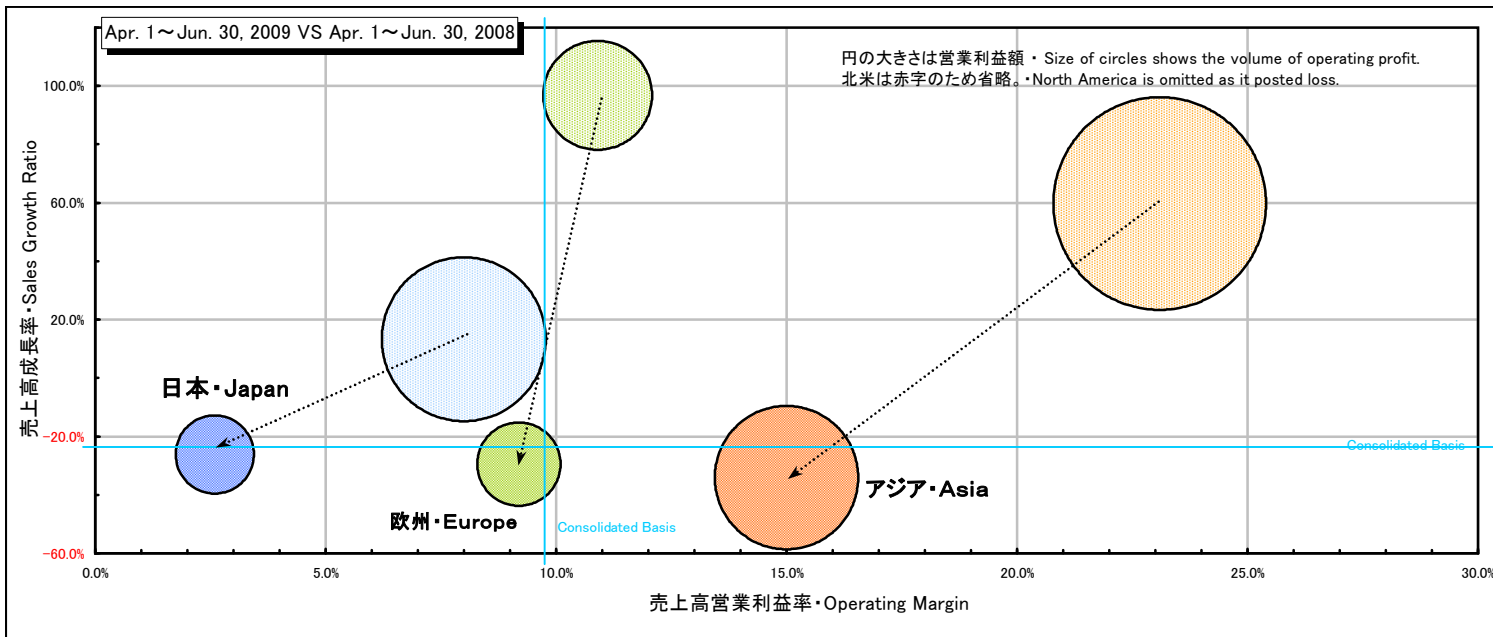 Apr. 1～Jun. 30, 2009 VS Apr. 1～Jun. 30, 2008
円の大きさは営業利益額・Size of circles shows the volume of operating profit.
北米は赤字のため省略。・North America is omitted as it posted loss.
売上高成長率・Sales Growth Ratio
100.0%
60.0%
20.0%
-20.0%
-60.0%
日本・Japan
欧州・Europe
アジア・Asia
Consolidated Basis
Consolidated Basis
0.0%
5.0%
10.0%
15.0%
20.0%
25.0%
30.0%
売上高営業利益率・Operating Margin